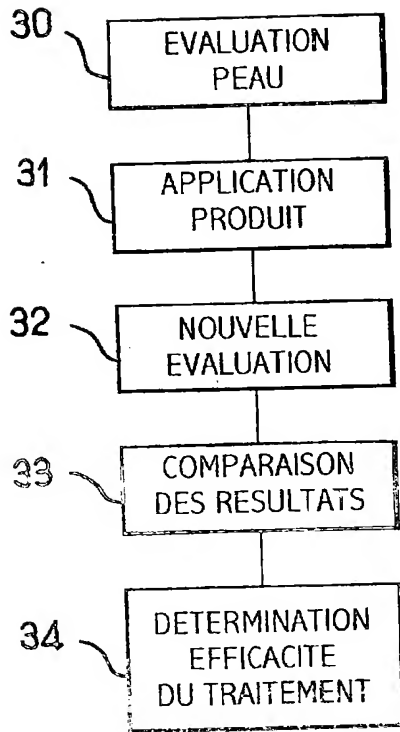 30
EVALUATION
PEAU
31
APPLICATION
PRODUIT
32
NOUVELLE
EVALUATION
33
COMPARAISON
DES RESULTATS
34
DETERMINATION
EFFICACITE
DU TRAITEMENT